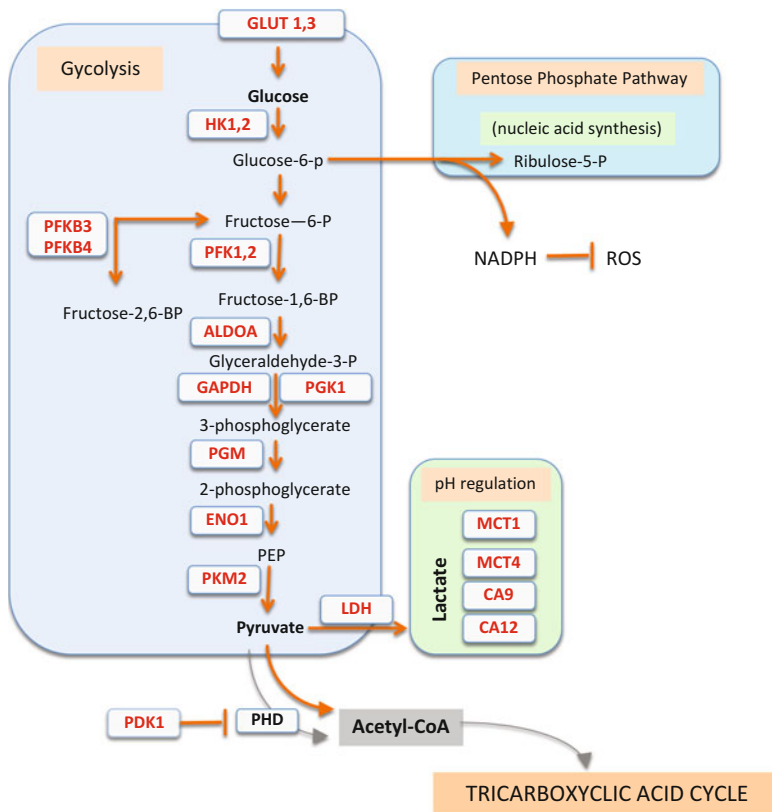 GLUT 1,3
Gycolysis
Glucose
HK1,2
Glucose-6-p
Pentose Phosphate Pathway
(nucleic acid synthesis)
Ribulose-5-P
NADPH
ROS
PFKB3
PFKB4
Fructose—6-P
PFK1,2
Fructose-2,6-BP
Fructose-1,6-BP
ALDOA
Glyceraldehyde-3-P
GAPDH
PGK1
3-phosphoglycerate
PGM
2-phosphoglycerate
ENO1
PEP
PKM2
Pyruvate
LDH
pH regulation
Lactate
MCT1
MCT4
CA9
CA12
PDK1
PHD
Acetyl-CoA
TRICARBOXYCLIC ACID CYCLE